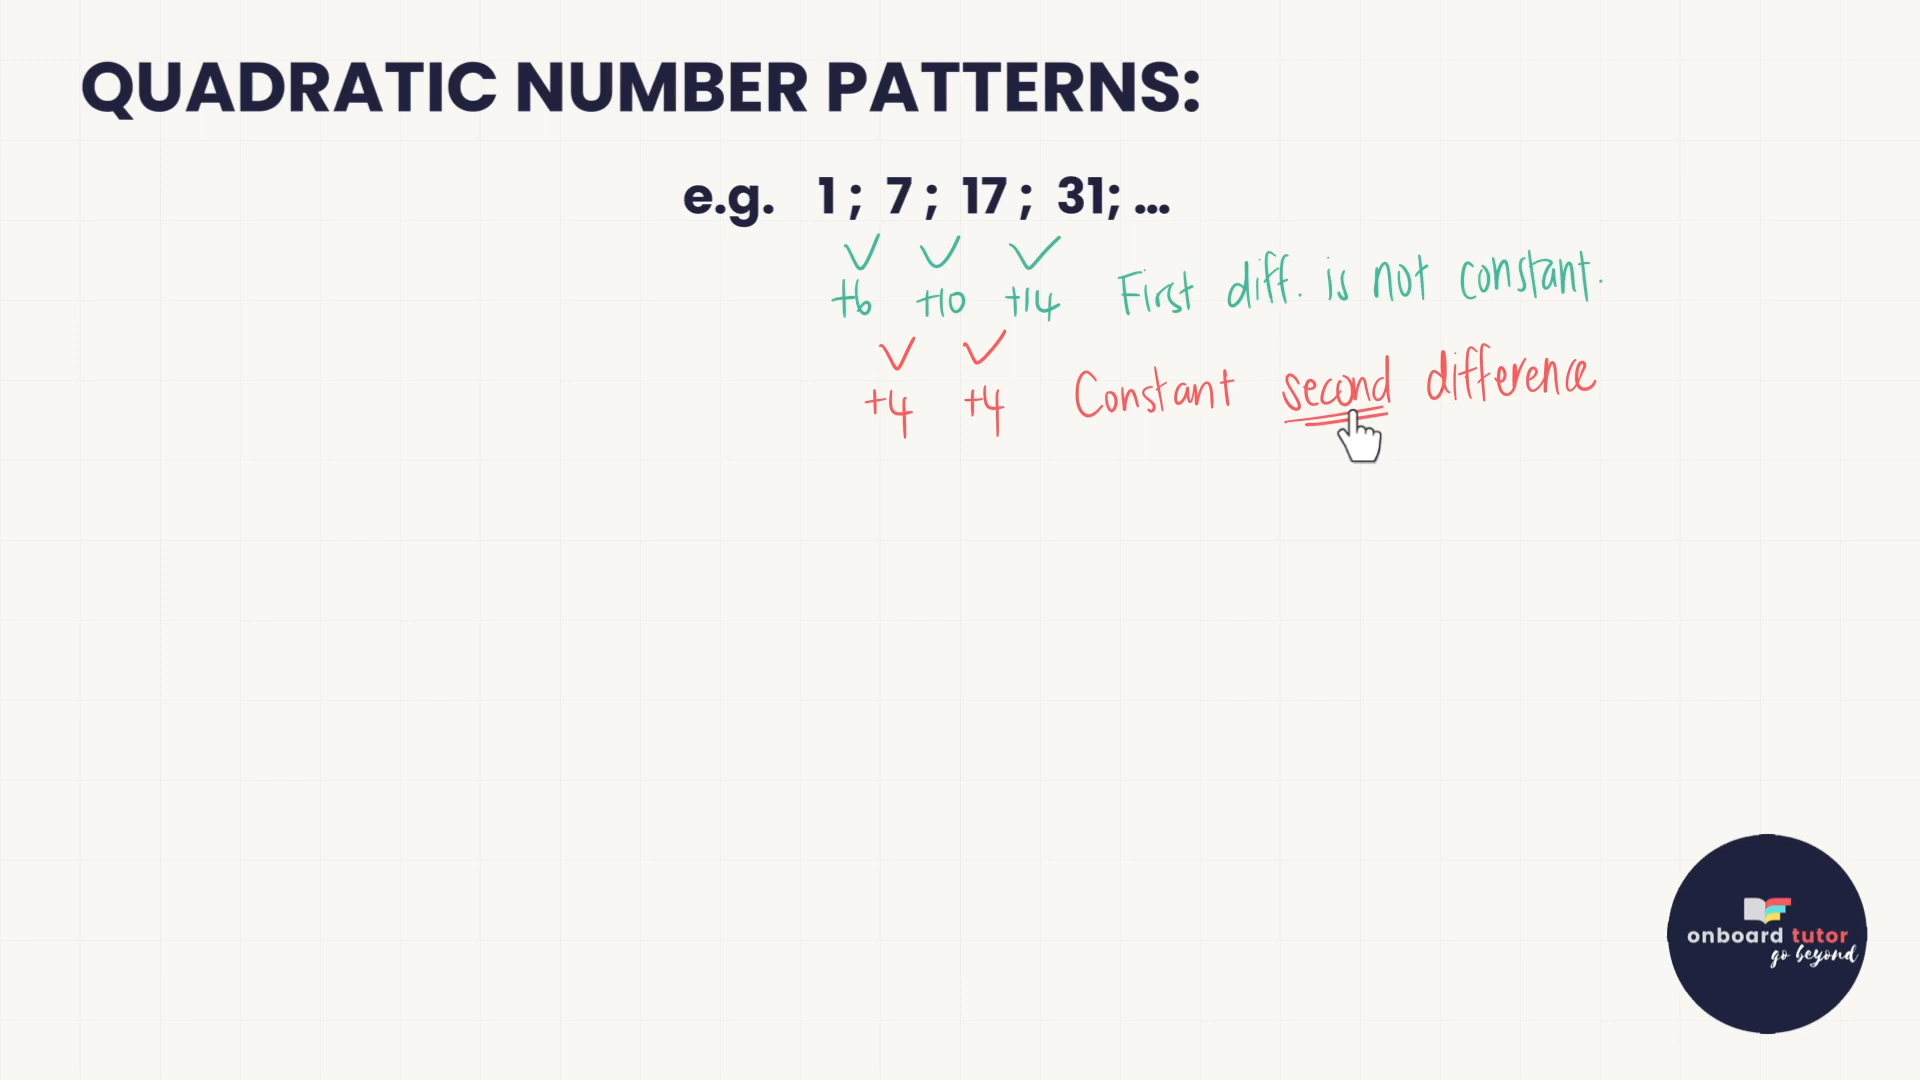 QUADRATIC NUMBER PATTERNS:
e.g. 1 ; 7 ; 17 ; 31; ...
+6 +10 +14 First diff. is not constant.
+4 +4 Constant second difference
onboard tutor
go beyond